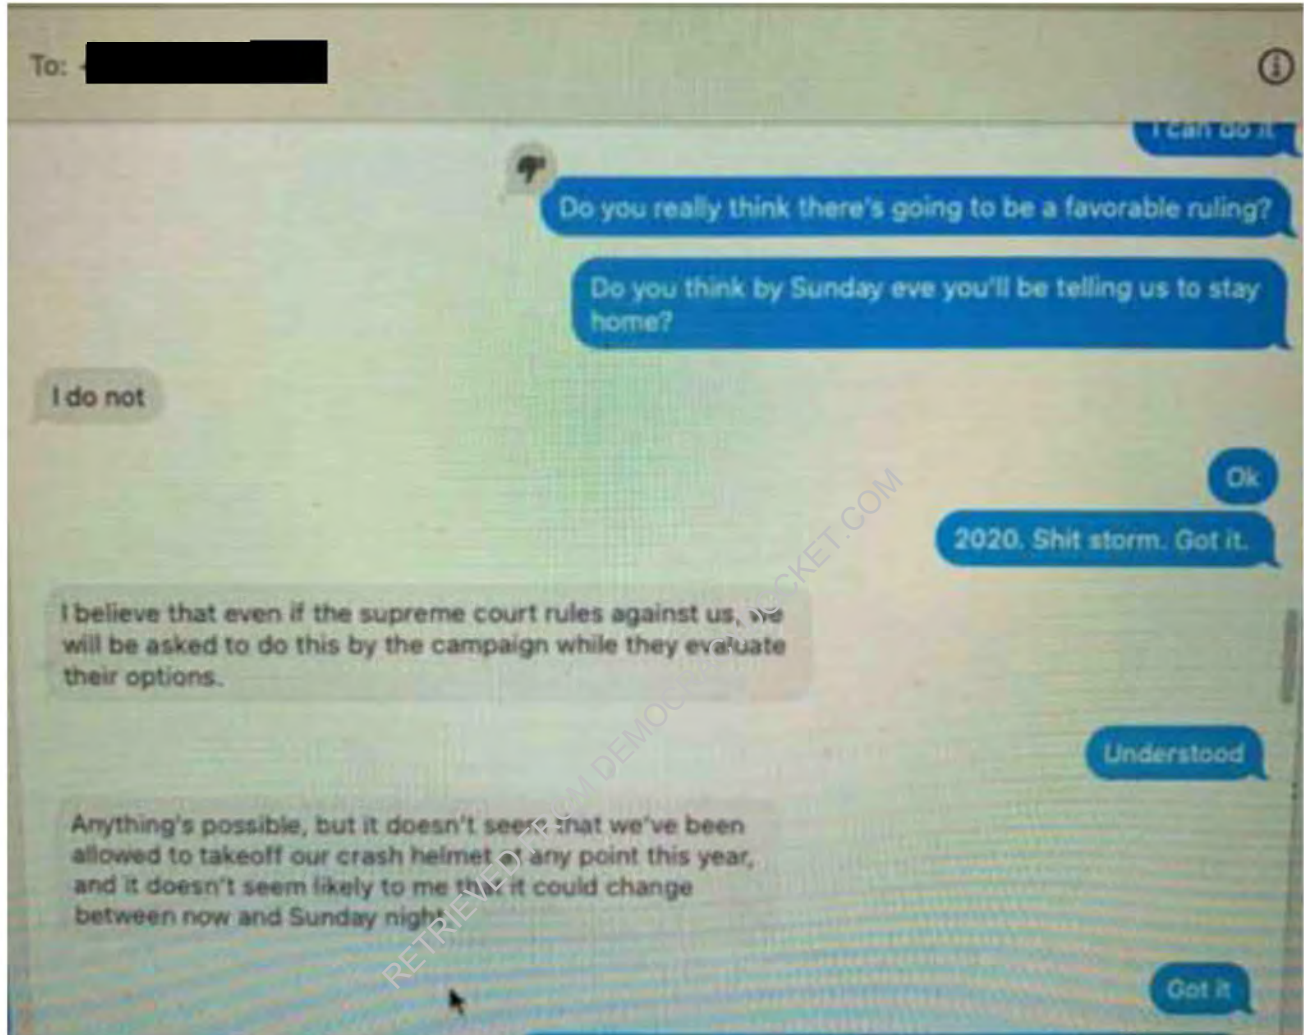 To:
I can do it
Do you really think there's going to be a favorable ruling?
Do you think by Sunday eve you'll be telling us to stay
home?
I do not
Ok
2020. Shit storm. Got it.
I believe that even if the supreme court rules against us, we
will be asked to do this by the campaign while they evaluate
their options.
Understood
Anything's possible, but it doesn't seem that we've been
allowed to takeoff our crash helmet at any point this year,
and it doesn't seem likely to me that it could change
between now and Sunday night
Got it
RETRIEVED FROM DEMOCRACYDOCKET.COM